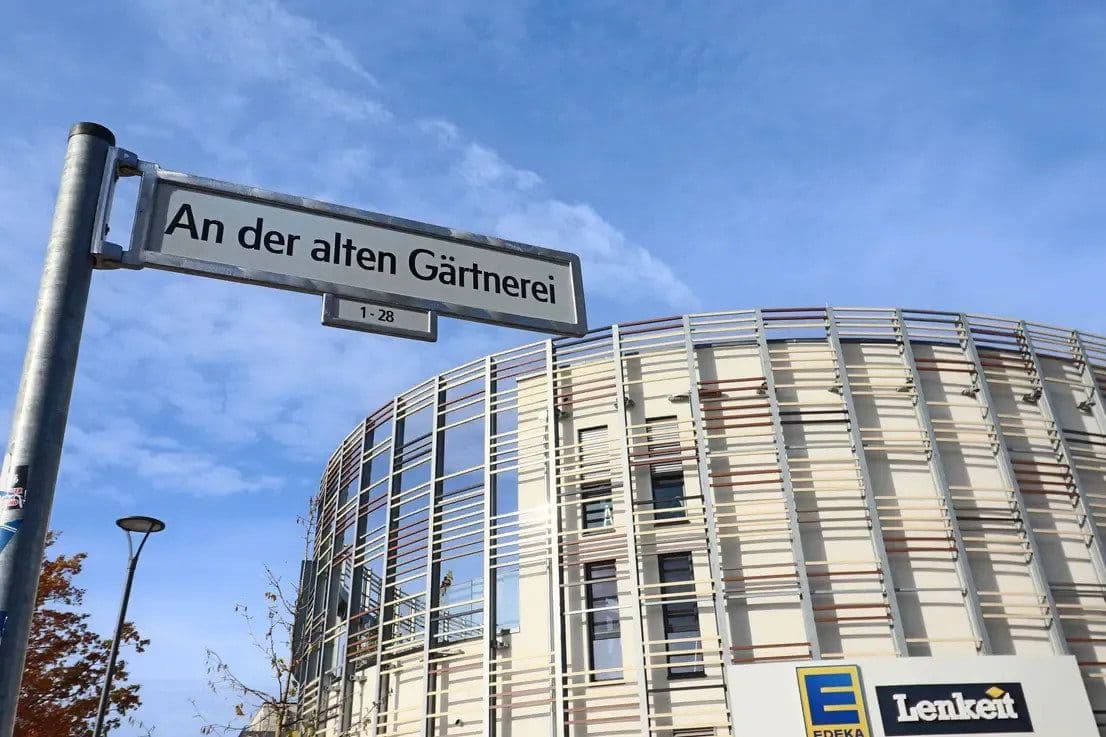 An der alten Gärtnerei
1 - 28
E
EDEKA
Lenkeit